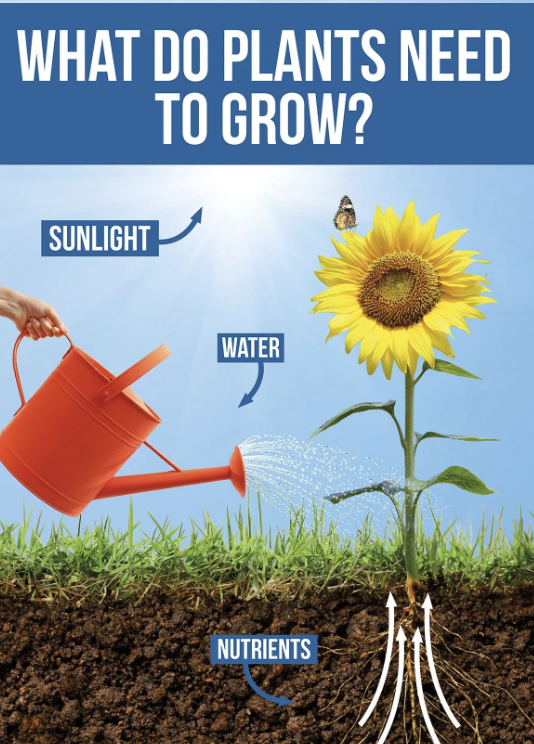 WHAT DO PLANTS NEED
TO GROW?
SUNLIGHT
WATER
NUTRIENTS